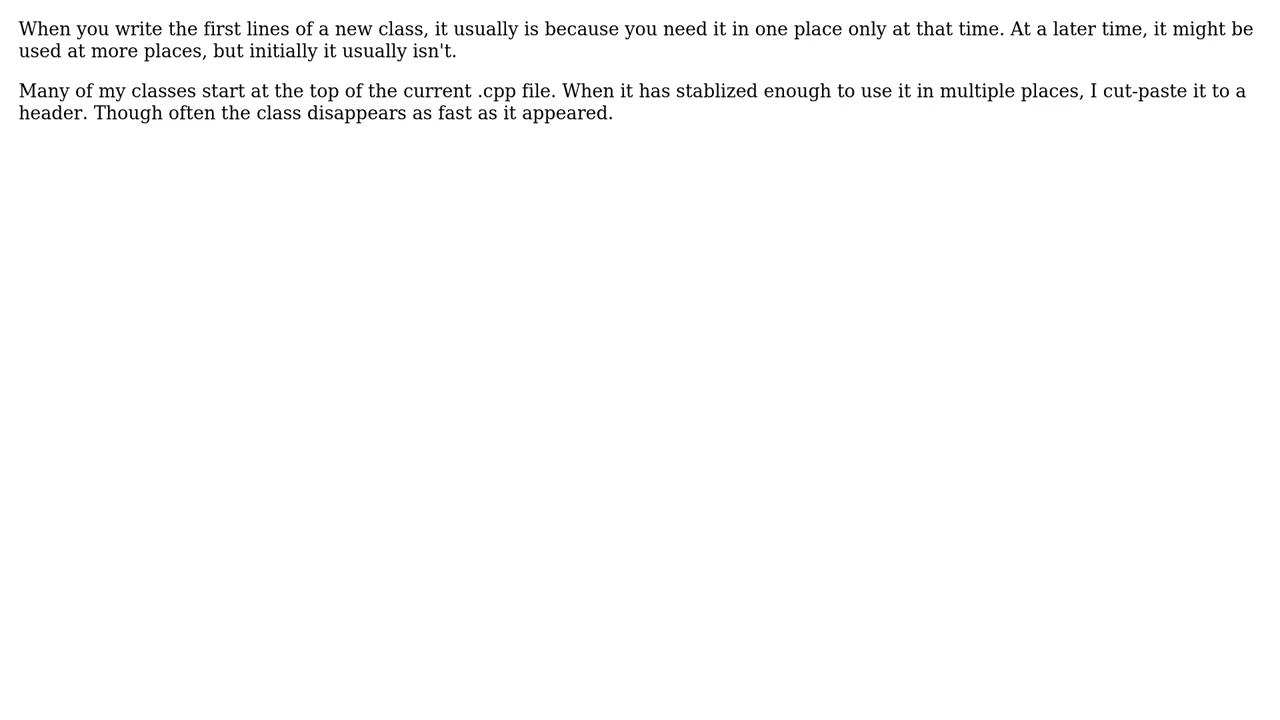 When you write the first lines of a new class, it usually is because you need it in one place only at that time. At a later time, it might be
used at more places, but initially it usually isn't.
Many of my classes start at the top of the current .cpp file. When it has stablized enough to use it in multiple places, I cut-paste it to a
header. Though often the class disappears as fast as it appeared.